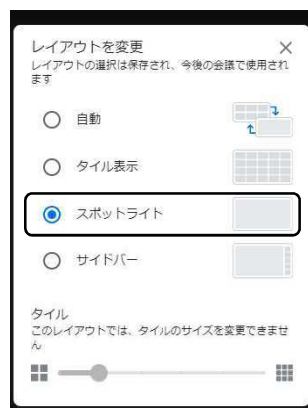 レイアウトを変更
レイアウトの選択は保存され、今後の会議で使用され
ます
自動
タイル表示
スポットライト
サイドバー
タイル
このレイアウトでは、タイルのサイズを変更できませ
ん